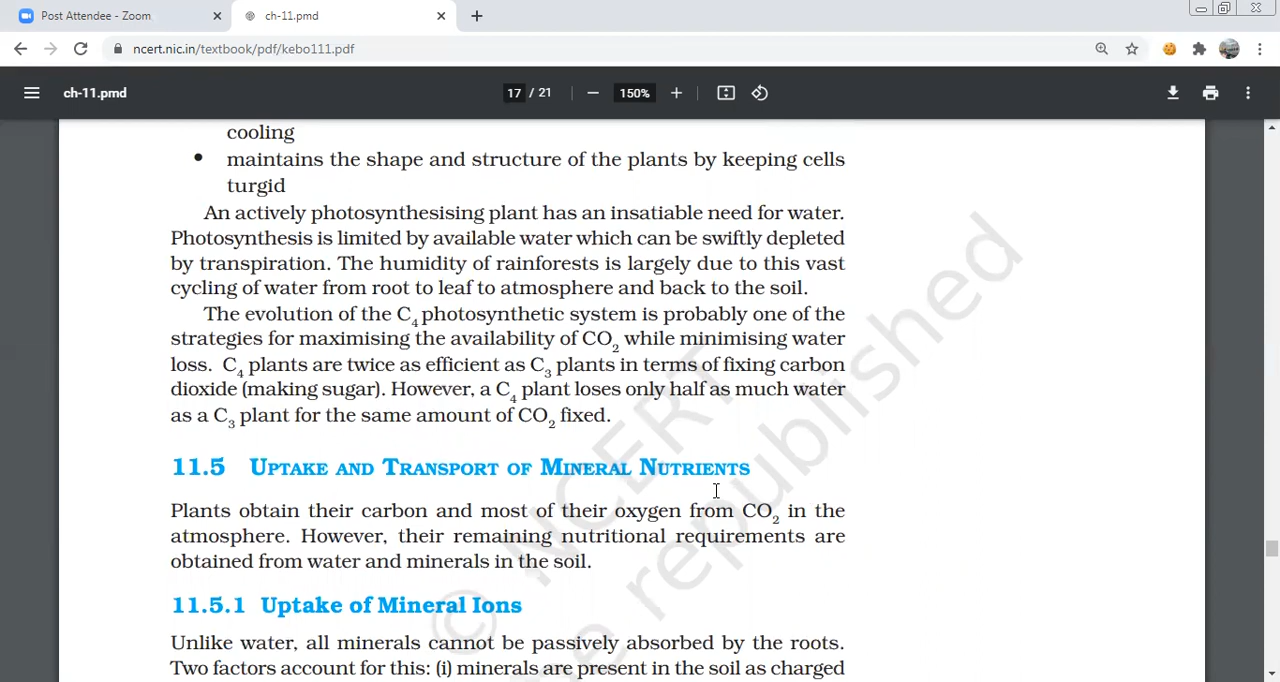 Post Attendee - Zoom
ch-11.pmd
ncert.nic.in/textbook/pdf/kebo111.pdf
ch-11.pmd
17 / 21
150%
cooling
• maintains the shape and structure of the plants by keeping cells
turgid
An actively photosynthesising plant has an insatiable need for water.
Photosynthesis is limited by available water which can be swiftly depleted
by transpiration. The humidity of rainforests is largely due to this vast
cycling of water from root to leaf to atmosphere and back to the soil.
The evolution of the C4 photosynthetic system is probably one of the
strategies for maximising the availability of CO2 while minimising water
loss. C4 plants are twice as efficient as C3 plants in terms of fixing carbon
dioxide (making sugar). However, a C4 plant loses only half as much water
as a C3 plant for the same amount of CO2 fixed.
11.5 UPTAKE AND TRANSPORT OF MINERAL NUTRIENTS
Plants obtain their carbon and most of their oxygen from CO2 in the
atmosphere. However, their remaining nutritional requirements are
obtained from water and minerals in the soil.
11.5.1 Uptake of Mineral Ions
Unlike water, all minerals cannot be passively absorbed by the roots.
Two factors account for this: (i) minerals are present in the soil as charged
© NCERT
be republished